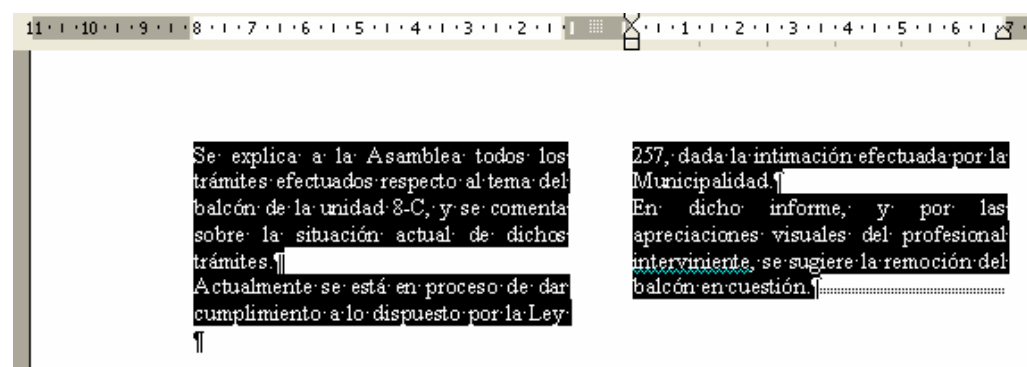 11 · 10 · 9 · 8 · 7 · 6 · 5 · 4 · 3 · 2 · 1 1 · 2 · 3 · 4 · 5 · 6 · 7
Se explica a la Asamblea todos los
trámites efectuados respecto al tema del
balcón de la unidad 8-C, y se comenta
sobre la situación actual de dichos
trámites.¶
Actualmente se está en proceso de dar
cumplimiento a lo dispuesto por la Ley
¶
257, dada la intimación efectuada por la
Municipalidad.¶
En dicho informe, y por las
apreciaciones visuales del profesional
interviniente, se sugiere la remoción del
balcón en cuestión.¶